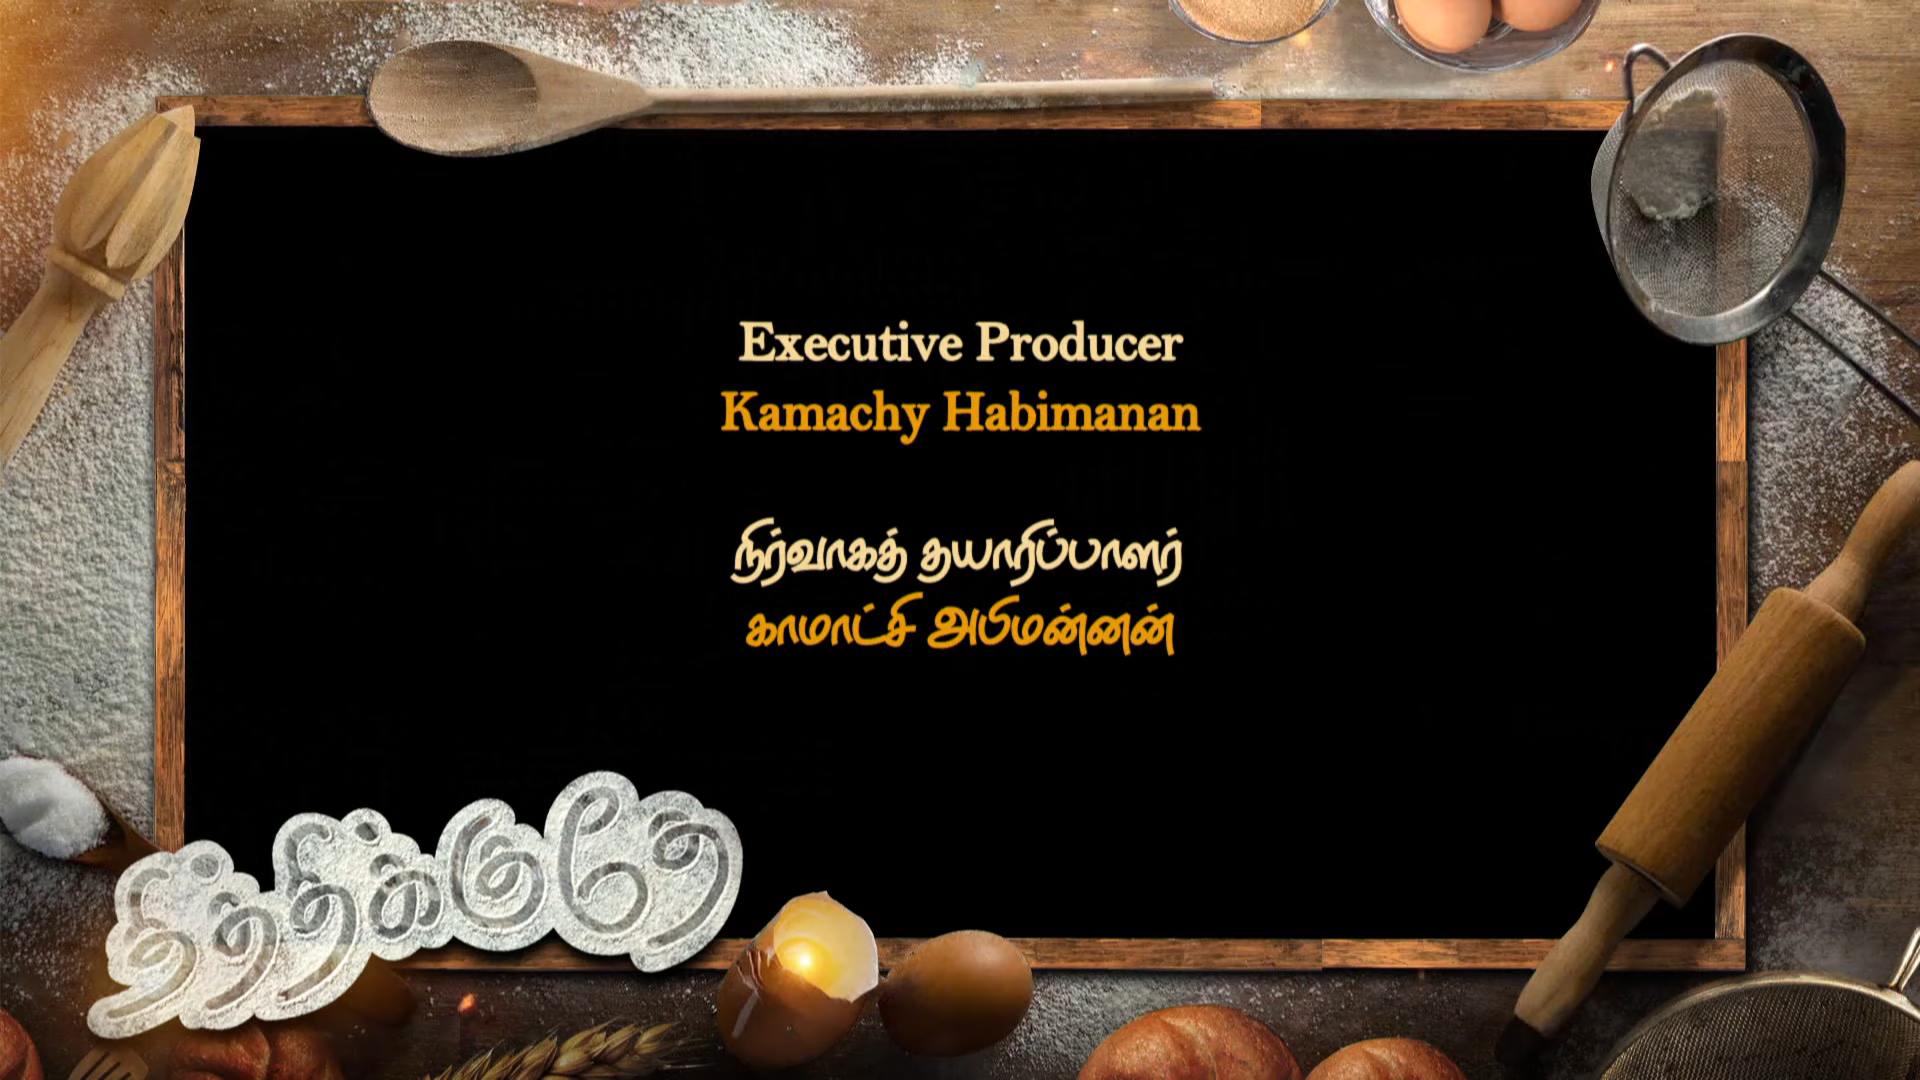 Executive Producer
Kamachy Habimanan
நிர்வாகத் தயாரிப்பாளர்
காமாட்சி அபிமன்னன்
தித்திக்குதே